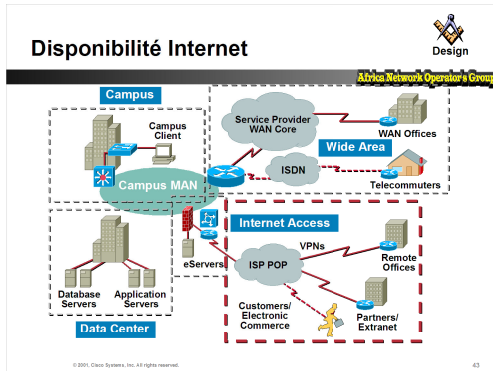 Disponibilité Internet
Design
Africa Network Operator's Group
Campus
Campus
Client
Campus MAN
Service Provider
WAN Core
WAN Offices
Wide Area
ISDN
Telecommuters
Internet Access
eServers
VPNs
ISP POP
Remote
Offices
Database
Servers
Application
Servers
Data Center
Customers/
Electronic
Commerce
Partners/
Extranet
© 2001, Cisco Systems, Inc. All rights reserved.
43